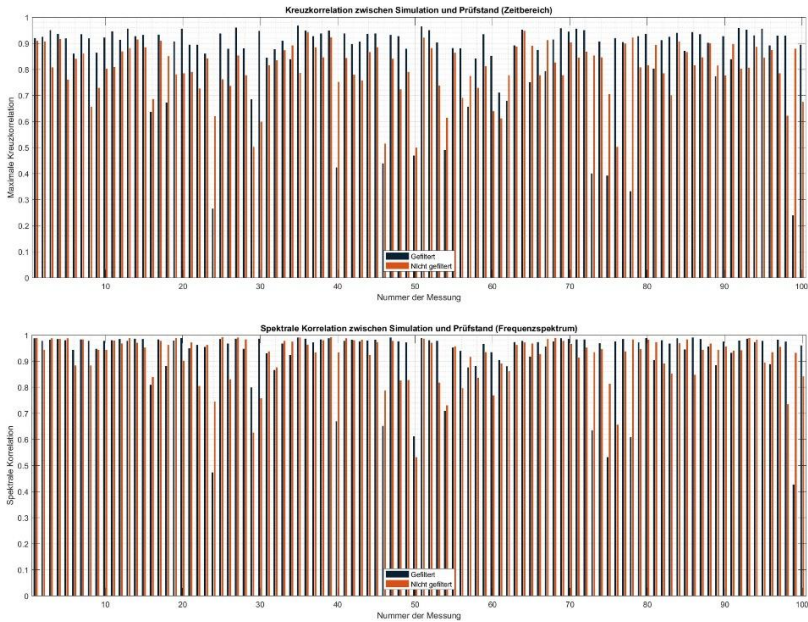 Kreuzkorrelation zwischen Simulation und Prüfstand (Zeitbereich)
Maximale Kreuzkorrelation
1
0.9
0.8
0.7
0.6
0.5
0.4
0.3
0.2
0.1
0
10 20 30 40 50 60 70 80 90 100
Gefiltert
Nicht gefiltert
Nummer der Messung
Spektrale Korrelation zwischen Simulation und Prüfstand (Frequenzspektrum)
Spektrale Korrelation
1
0.9
0.8
0.7
0.6
0.5
0.4
0.3
0.2
0.1
0
10 20 30 40 50 60 70 80 90 100
Gefiltert
Nicht gefiltert
Nummer der Messung